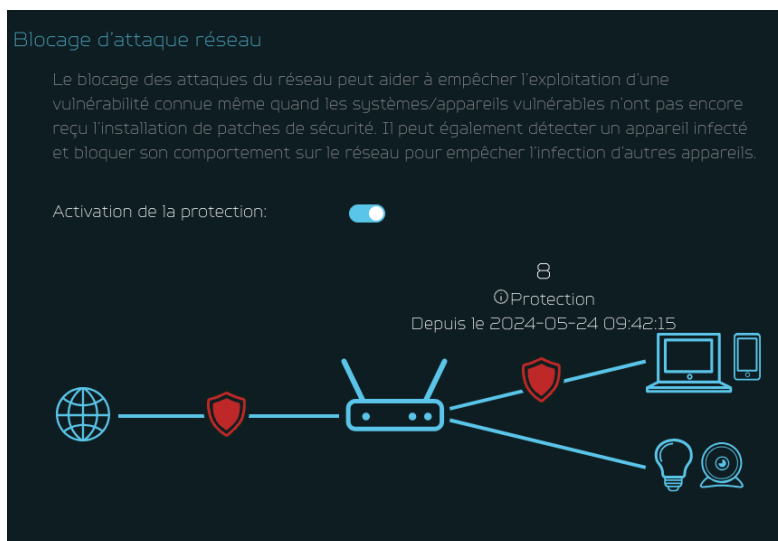 Blocage d'attaque réseau
Le blocage des attaques du réseau peut aider à empêcher l'exploitation d'une
vulnérabilité connue même quand les systèmes/appareils vulnérables n'ont pas encore
reçu l'installation de patches de sécurité. Il peut également détecter un appareil infecté
et bloquer son comportement sur le réseau pour empêcher l'infection d'autres appareils.
Activation de la protection:
8
Protection
Depuis le 2024-05-24 09:42:15